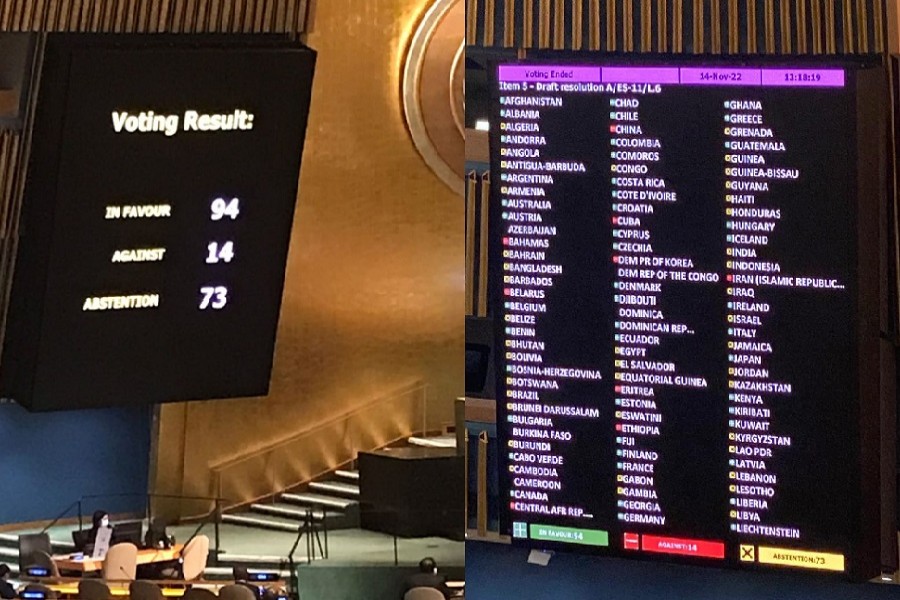 Voting Result:
IN FAVOUR 94
AGAINST 14
ABSTENTION 73
Voting Ended 14-Nov-22 13:18:19
Item 5 - Draft resolution A/ES-11/L.6
AFGHANISTAN
ALBANIA
ALGERIA
ANDORRA
ANGOLA
ANTIGUA-BARBUDA
ARGENTINA
ARMENIA
AUSTRALIA
AUSTRIA
AZERBAIJAN
BAHAMAS
BAHRAIN
BANGLADESH
BARBADOS
BELARUS
BELGIUM
BELIZE
BENIN
BHUTAN
BOLIVIA
BOSNIA-HERZEGOVINA
BOTSWANA
BRAZIL
BRUNEI DARUSSALAM
BULGARIA
BURKINA FASO
BURUNDI
CABO VERDE
CAMBODIA
CAMEROON
CANADA
CENTRAL AFR REP...
CHAD
CHILE
CHINA
COLOMBIA
COMOROS
CONGO
COSTA RICA
COTE D'IVOIRE
CROATIA
CUBA
CYPRUS
CZECHIA
DEM PR OF KOREA
DEM REP OF THE CONGO
DENMARK
DJIBOUTI
DOMINICA
DOMINICAN REP...
ECUADOR
EGYPT
EL SALVADOR
EQUATORIAL GUINEA
ERITREA
ESTONIA
ESWATINI
ETHIOPIA
FIJI
FINLAND
FRANCE
GABON
GAMBIA
GEORGIA
GERMANY
GHANA
GREECE
GRENADA
GUATEMALA
GUINEA
GUINEA-BISSAU
GUYANA
HAITI
HONDURAS
HUNGARY
ICELAND
INDIA
INDONESIA
IRAN (ISLAMIC REPUBLIC...
IRAQ
IRELAND
ISRAEL
ITALY
JAMAICA
JAPAN
JORDAN
KAZAKHSTAN
KENYA
KIRIBATI
KUWAIT
KYRGYZSTAN
LAO PDR
LATVIA
LEBANON
LESOTHO
LIBERIA
LIBYA
LIECHTENSTEIN
IN FAVOUR:94 AGAINST:14 ABSTENTION:73